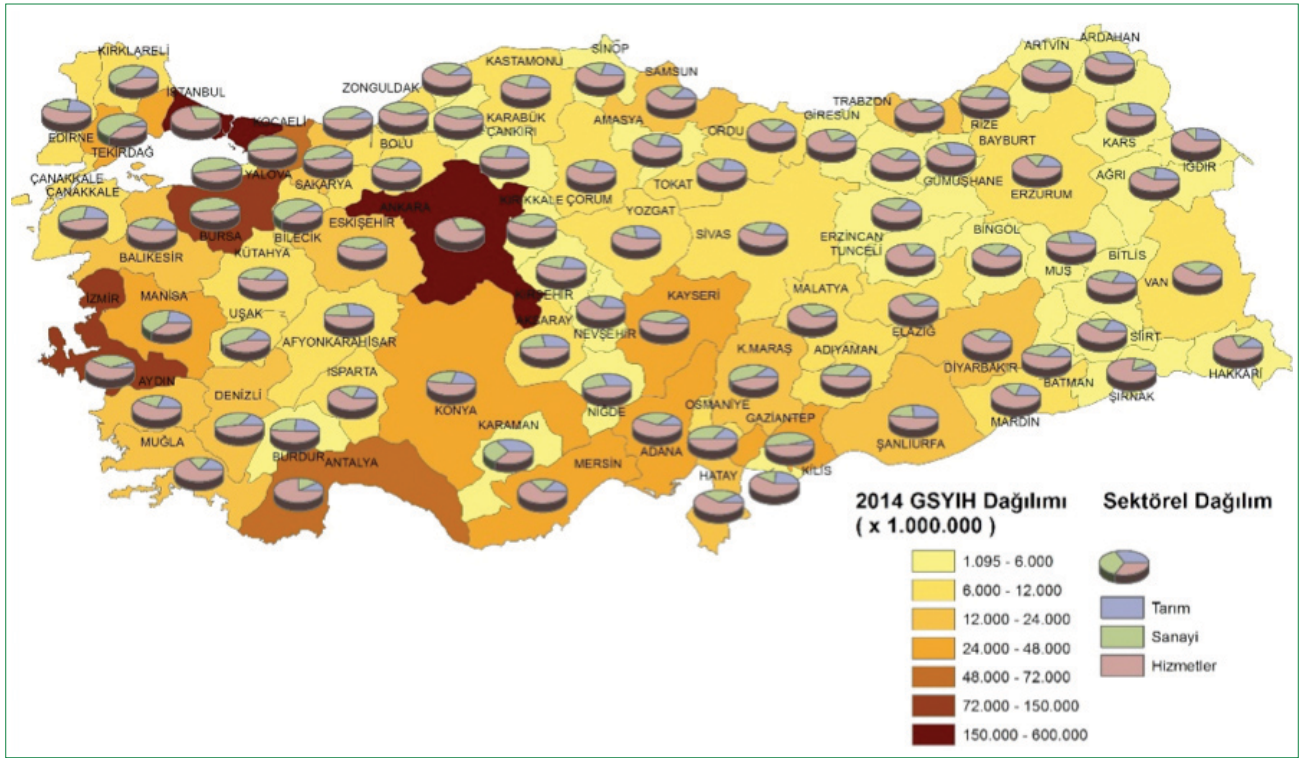 KIRKLARELİ
İSTANBUL
EDİRNE
TEKİRDAĞ
KOCAELİ
YALOVA
SAKARYA
ZONGULDAK
BOLU
KASTAMONU
KARABÜK
ÇANKIRI
SİNOP
SAMSUN
AMASYA
ORDU
GİRESUN
TRABZON
RİZE
ARTVİN
ARDAHAN
KARS
IĞDIR
AĞRI
BAYBURT
GÜMÜŞHANE
ERZURUM
ÇANAKKALE
ÇANAKKALE
BALIKESİR
BURSA
BİLECİK
ESKİŞEHİR
KÜTAHYA
ANKARA
KIRIKKALE
ÇORUM
TOKAT
YOZGAT
SİVAS
ERZİNCAN
TUNCELİ
BİNGÖL
MUŞ
BİTLİS
VAN
İZMİR
MANİSA
UŞAK
AFYONKARAHİSAR
KIRŞEHİR
AKSARAY
NEVŞEHİR
KAYSERİ
MALATYA
ELAZIĞ
DİYARBAKIR
SİİRT
BATMAN
ŞIRNAK
HAKKARİ
AYDIN
DENİZLİ
ISPARTA
KONYA
NİĞDE
K.MARAŞ
ADIYAMAN
MARDİN
MUĞLA
BURDUR
ANTALYA
KARAMAN
MERSİN
ADANA
OSMANİYE
GAZİANTEP
ŞANLIURFA
KİLİS
HATAY
2014 GSYIH Dağılımı
( x 1.000.000 )
1.095 - 6.000
6.000 - 12.000
12.000 - 24.000
24.000 - 48.000
48.000 - 72.000
72.000 - 150.000
150.000 - 600.000
Sektörel Dağılım
Tarım
Sanayi
Hizmetler